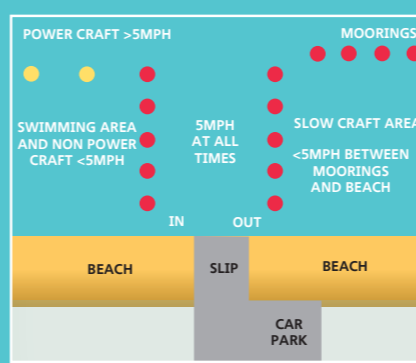 POWER CRAFT >5MPH
MOORINGS
SWIMMING AREA
AND NON POWER
CRAFT <5MPH
5MPH
AT ALL
TIMES
SLOW CRAFT AREA
<5MPH BETWEEN
MOORINGS
AND BEACH
IN
OUT
BEACH
SLIP
BEACH
CAR
PARK